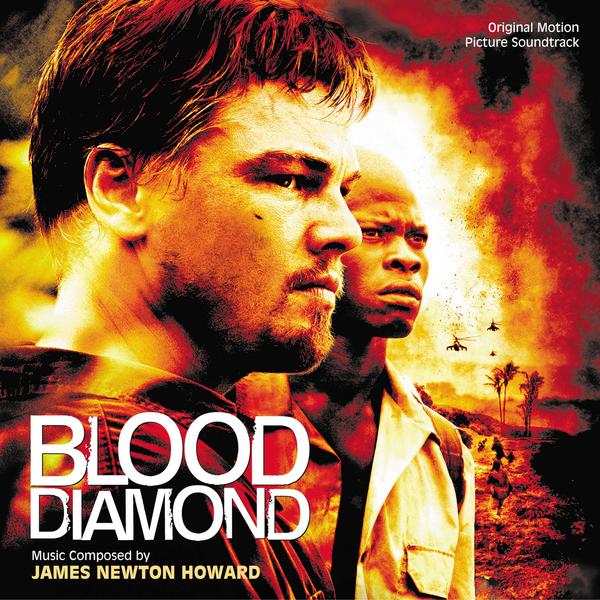 Original Motion
Picture Soundtrack
BLOOD
DIAMOND
Music Composed by
JAMES NEWTON HOWARD